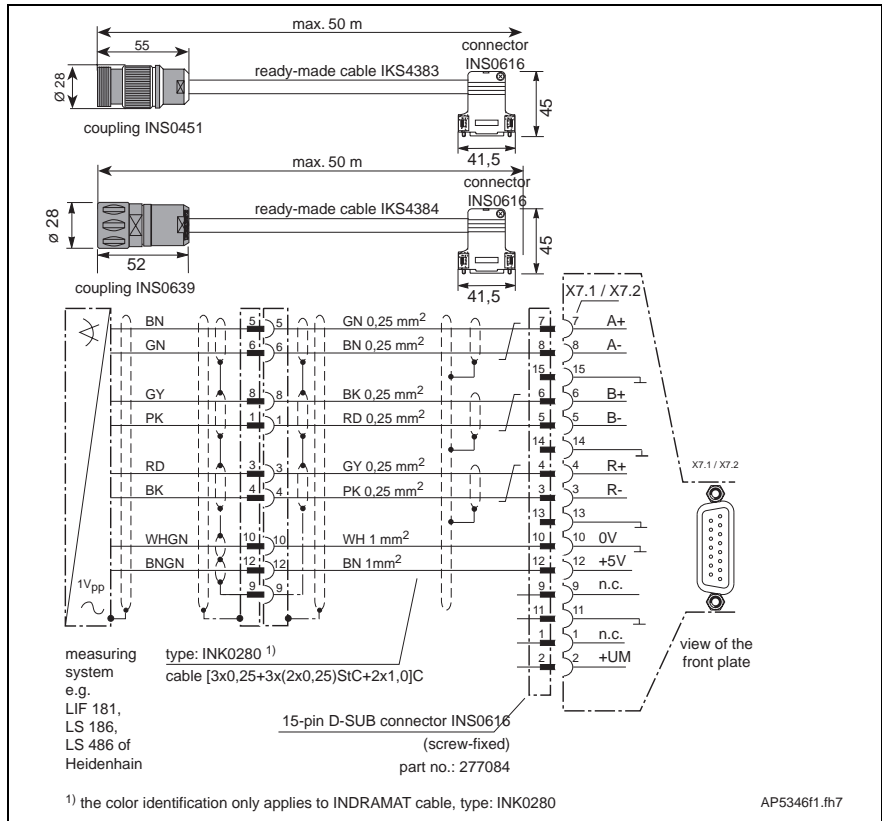 max. 50 m
55
connector
INS0616
ready-made cable IKS4383
Ø 28
45
coupling INS0451
41,5
max. 50 m
connector
INS0616
ready-made cable IKS4384
ø 28
45
52
coupling INS0639
41,5
X7.1 / X7.2
BN 5 5 GN 0,25 mm² 7 7 A+
GN 6 6 BN 0,25 mm² 8 8 A-
15 15
GY 8 8 BK 0,25 mm² 6 6 B+
PK 1 1 RD 0,25 mm² 5 5 B-
14 14
RD 3 3 GY 0,25 mm² 4 4 R+
X7.1 / X7.2
BK 4 4 PK 0,25 mm² 3 3 R-
13 13
WHGN 10 10 WH 1 mm² 10 10 0V
BNGN 12 12 BN 1mm² 12 12 +5V
1Vpp
9 9 9 9 n.c.
11 11
1 1 n.c.
2 2 +UM
view of the
front plate
measuring
system
e.g.
LIF 181,
LS 186,
LS 486 of
Heidenhain
type: INK0280 1)
cable [3x0,25+3x(2x0,25)StC+2x1,0]C
15-pin D-SUB connector INS0616
(screw-fixed)
part no.: 277084
1) the color identification only applies to INDRAMAT cable, type: INK0280
AP5346f1.fh7